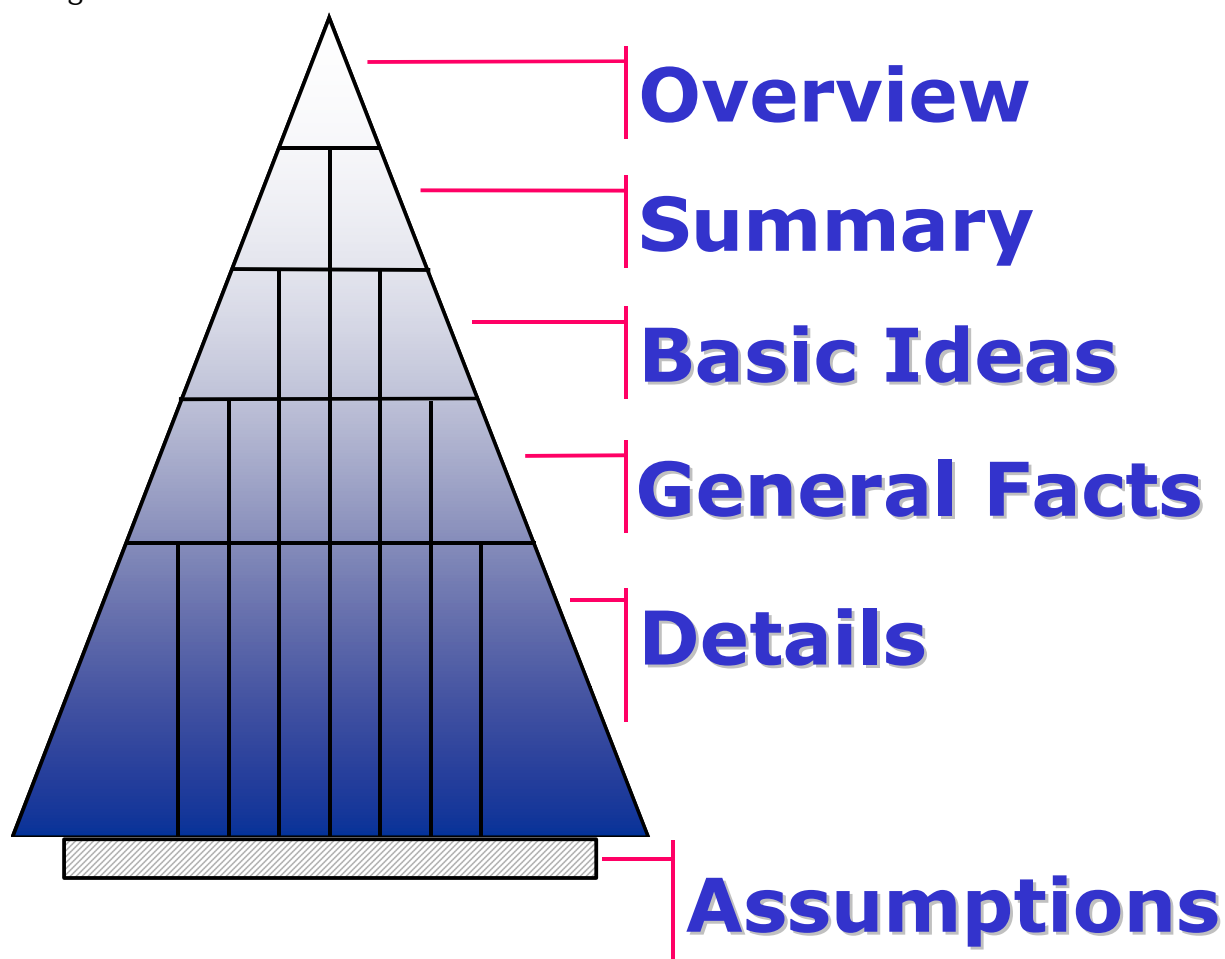 Overview
Summary
Basic Ideas
General Facts
Details
Assumptions